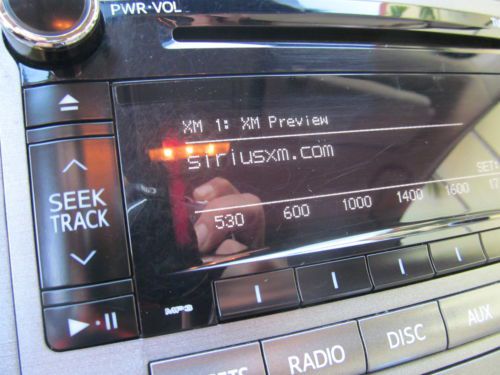 PWR·VOL
XM 1: XM Preview
siriusxm.com
SEEK
TRACK
530 600 1000 1400 1600
MP3
RADIO DISC AUX